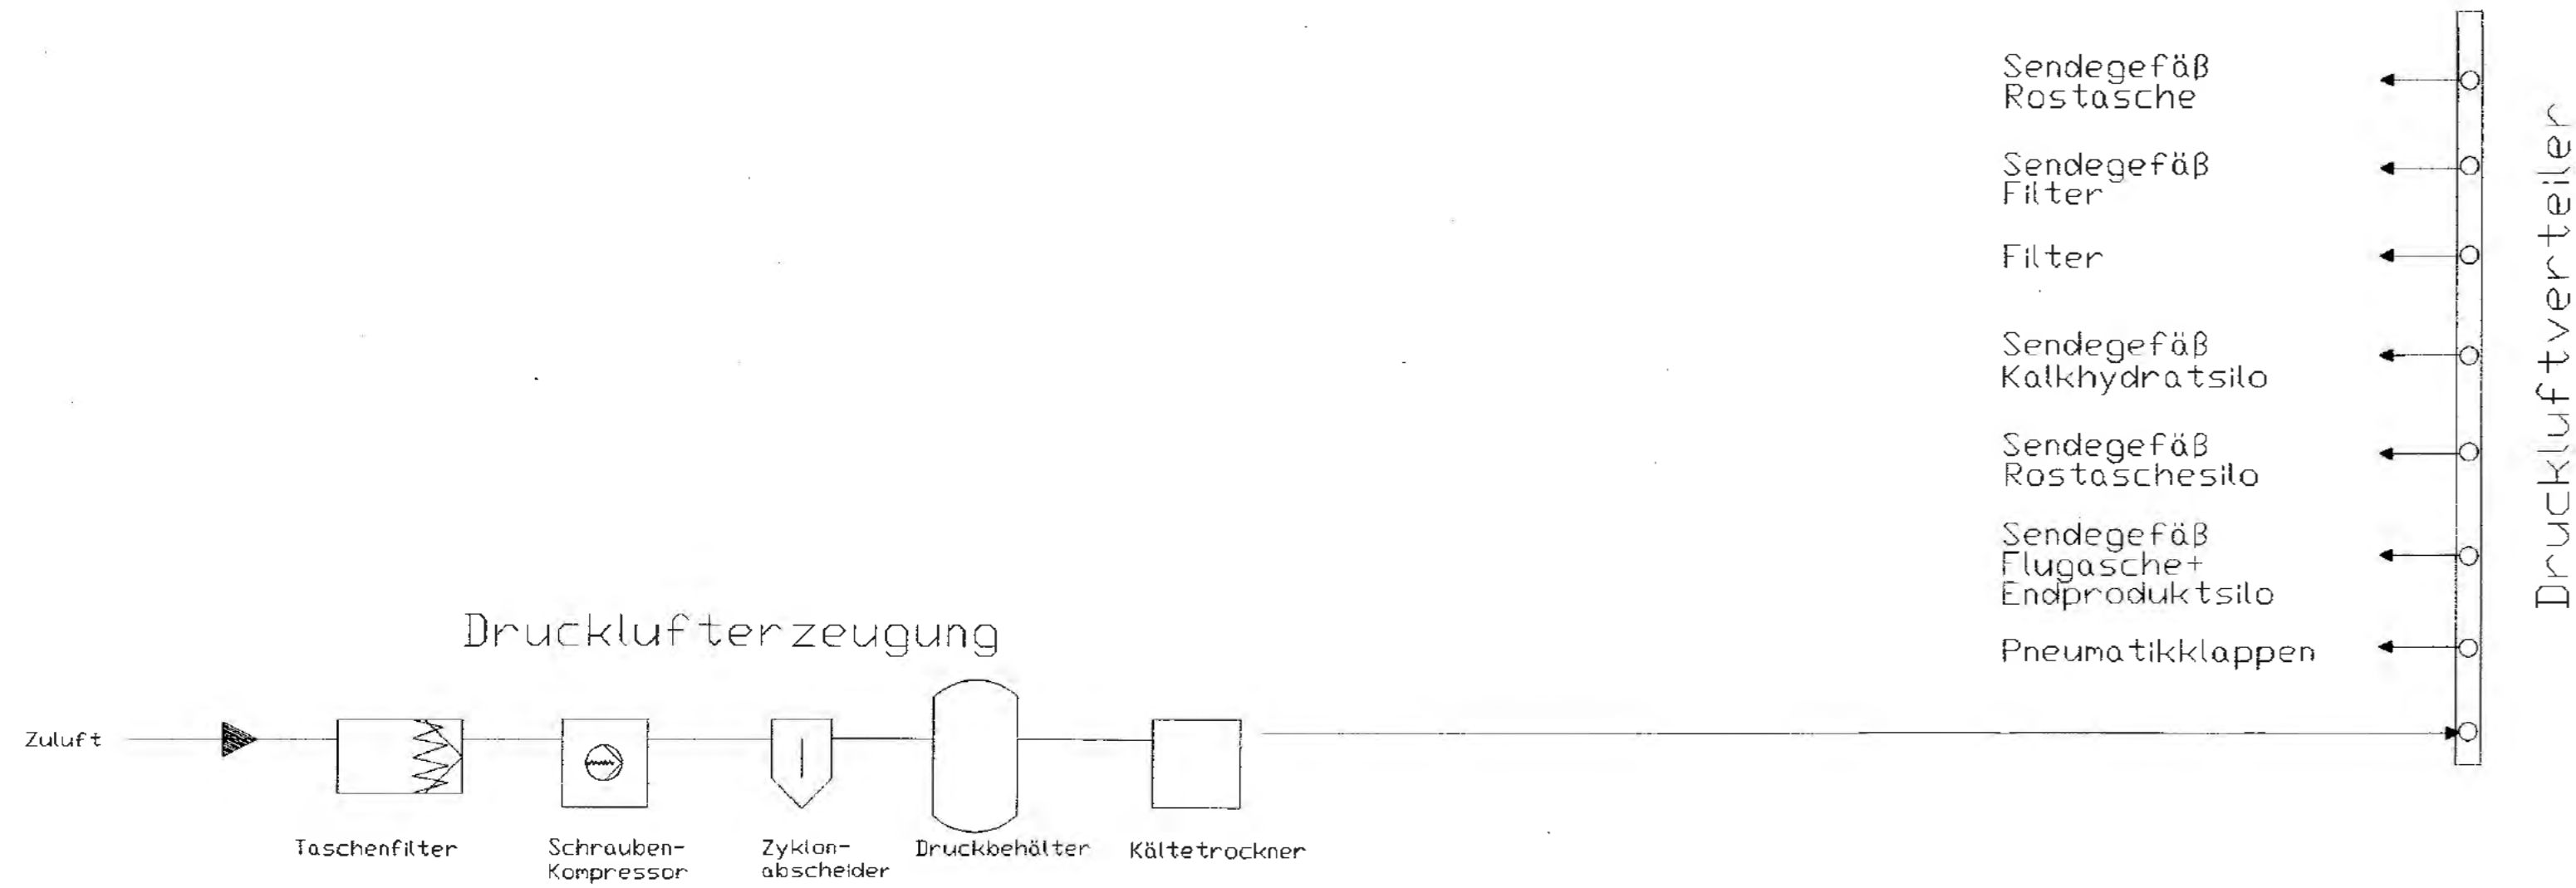 Sendegefäß
Rostasche
Sendegefäß
Filter
Filter
Sendegefäß
Kalkhydratsilo
Sendegefäß
Rostaschesilo
Sendegefäß
Flugasche+
Endproduktsilo
Pneumatikklappen
Druckluftverteiler
Drucklufterzeugung
Zuluft
Taschenfilter
Schrauben-
Kompressor
Zyklon-
abscheider
Druckbehälter
Kältetrockner